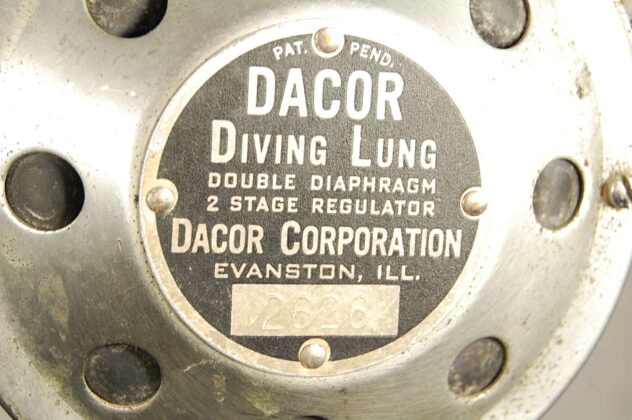 PAT. PEND.
DACOR
DIVING LUNG
DOUBLE DIAPHRAGM
2 STAGE REGULATOR
DACOR CORPORATION
EVANSTON, ILL.
2626